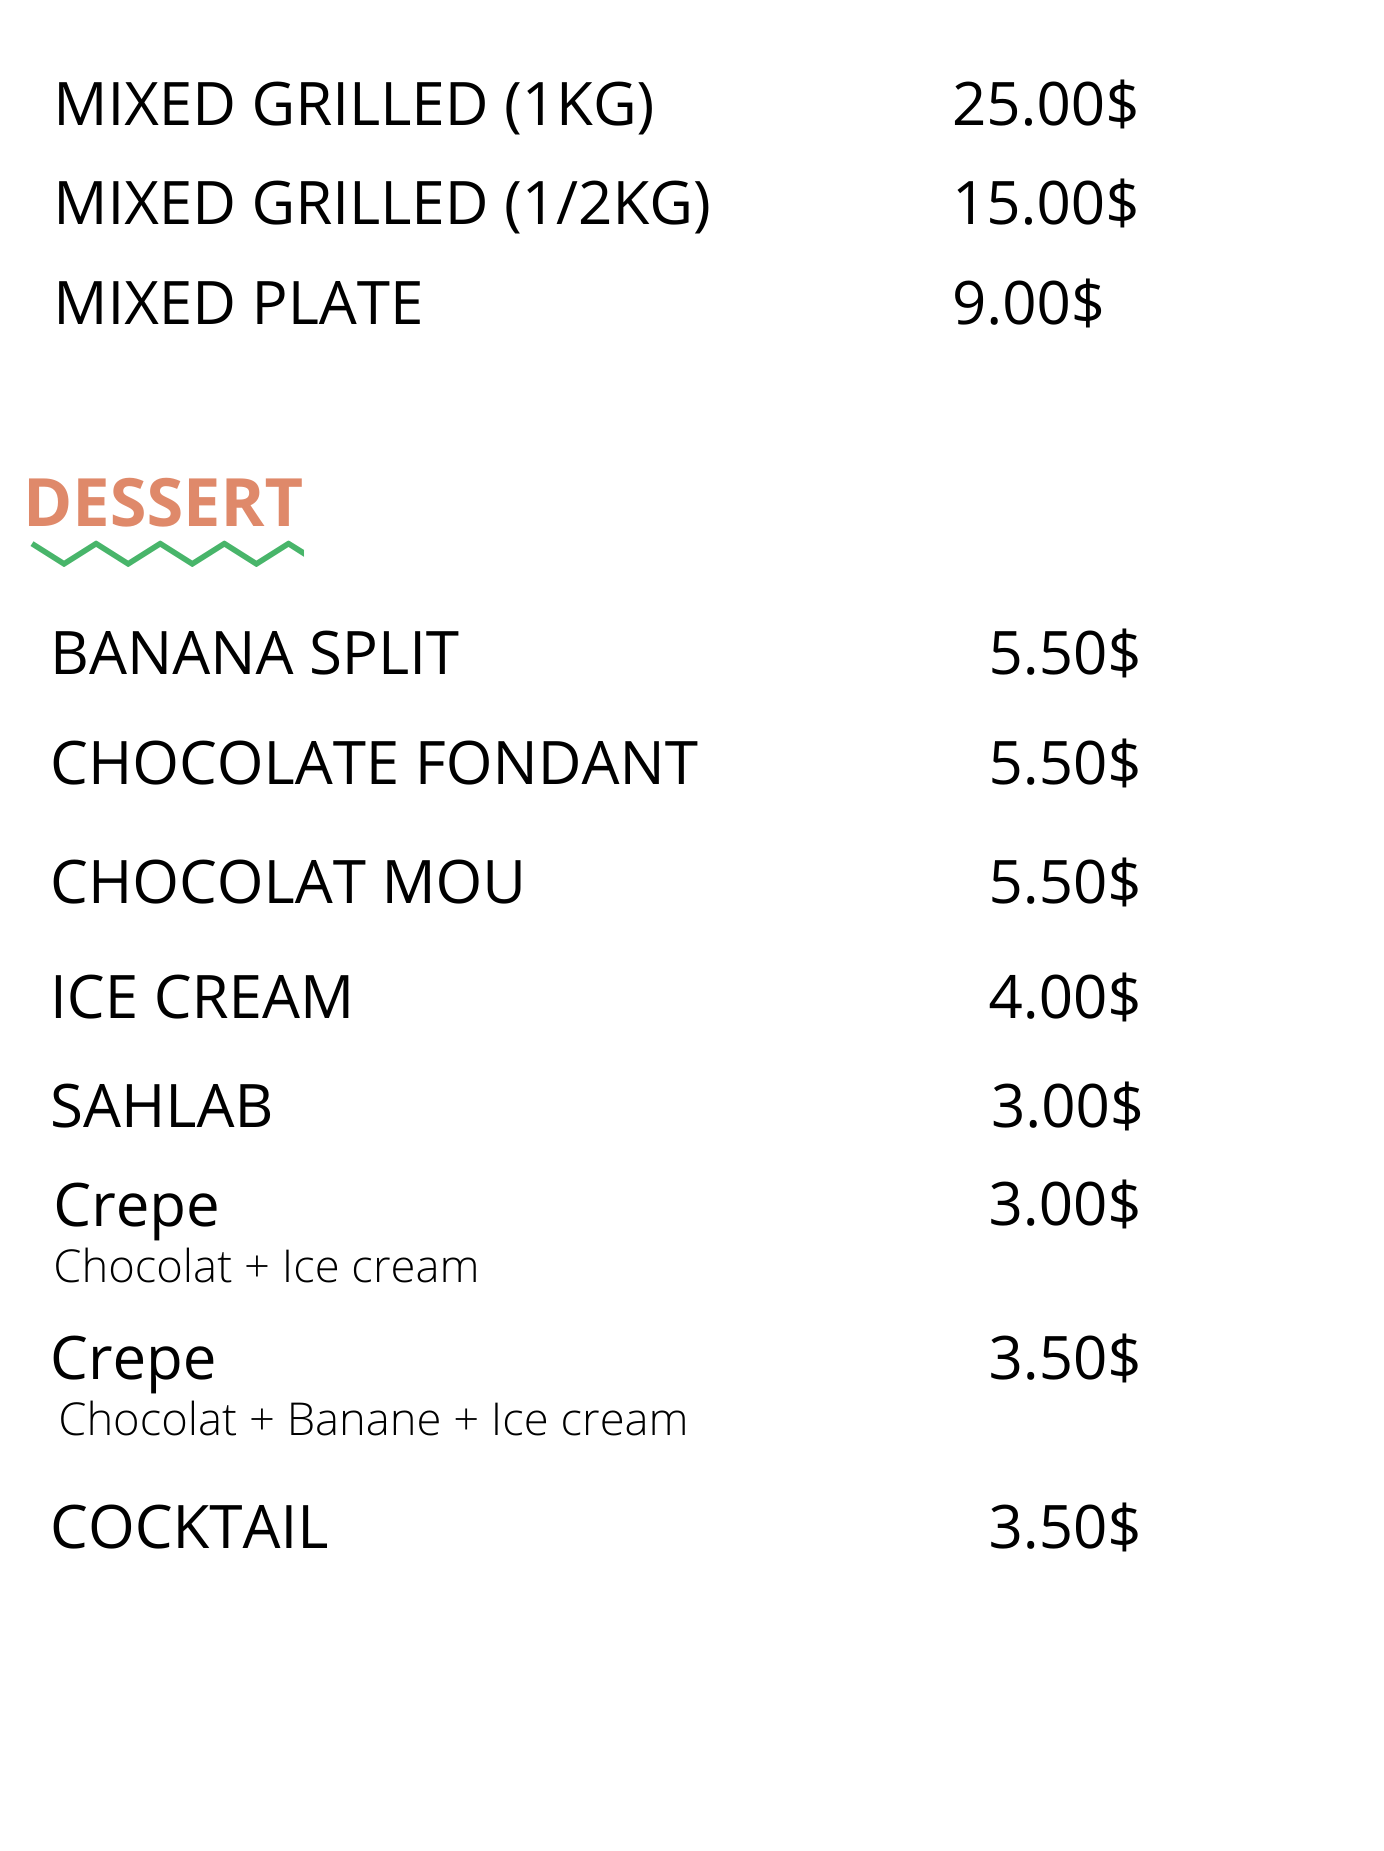 MIXED GRILLED (1KG) 25.00$
MIXED GRILLED (1/2KG) 15.00$
MIXED PLATE 9.00$
DESSERT
BANANA SPLIT 5.50$
CHOCOLATE FONDANT 5.50$
CHOCOLAT MOU 5.50$
ICE CREAM 4.00$
SAHLAB 3.00$
Crepe 3.00$
Chocolat + Ice cream
Crepe 3.50$
Chocolat + Banane + Ice cream
COCKTAIL 3.50$